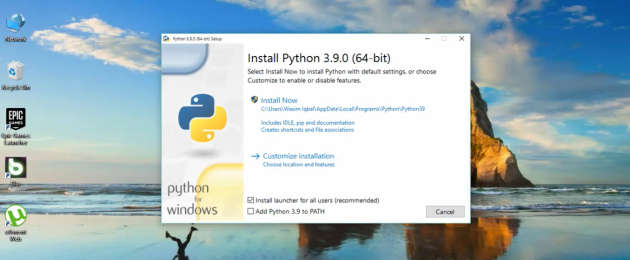 Network
Recycle Bin
Python 3.9.0 (64-bit) Setup
Install Python 3.9.0 (64-bit)
Select Install Now to install Python with default settings, or choose
Customize to enable or disable features.
Install Now
C:\Users\Wasim Iqbal\AppData\Local\Programs\Python\Python39
Includes IDLE, pip and documentation
Creates shortcuts and file associations
Customize installation
Choose location and features
Install launcher for all users (recommended)
Add Python 3.9 to PATH
Cancel
python
for
windows
EPIC
GAMES
Epic Games
Launcher
uTorrent
Web